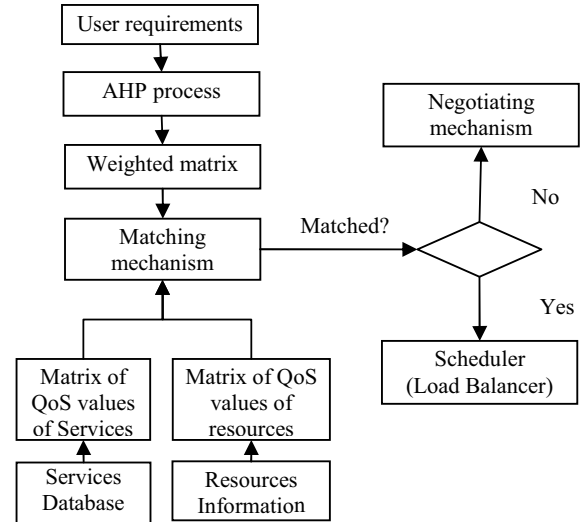 User requirements
AHP process
Weighted matrix
Matching
mechanism
Matched?
Negotiating
mechanism
No
Yes
Scheduler
(Load Balancer)
Matrix of
QoS values
of Services
Matrix of QoS
values of
resources
Services
Database
Resources
Information